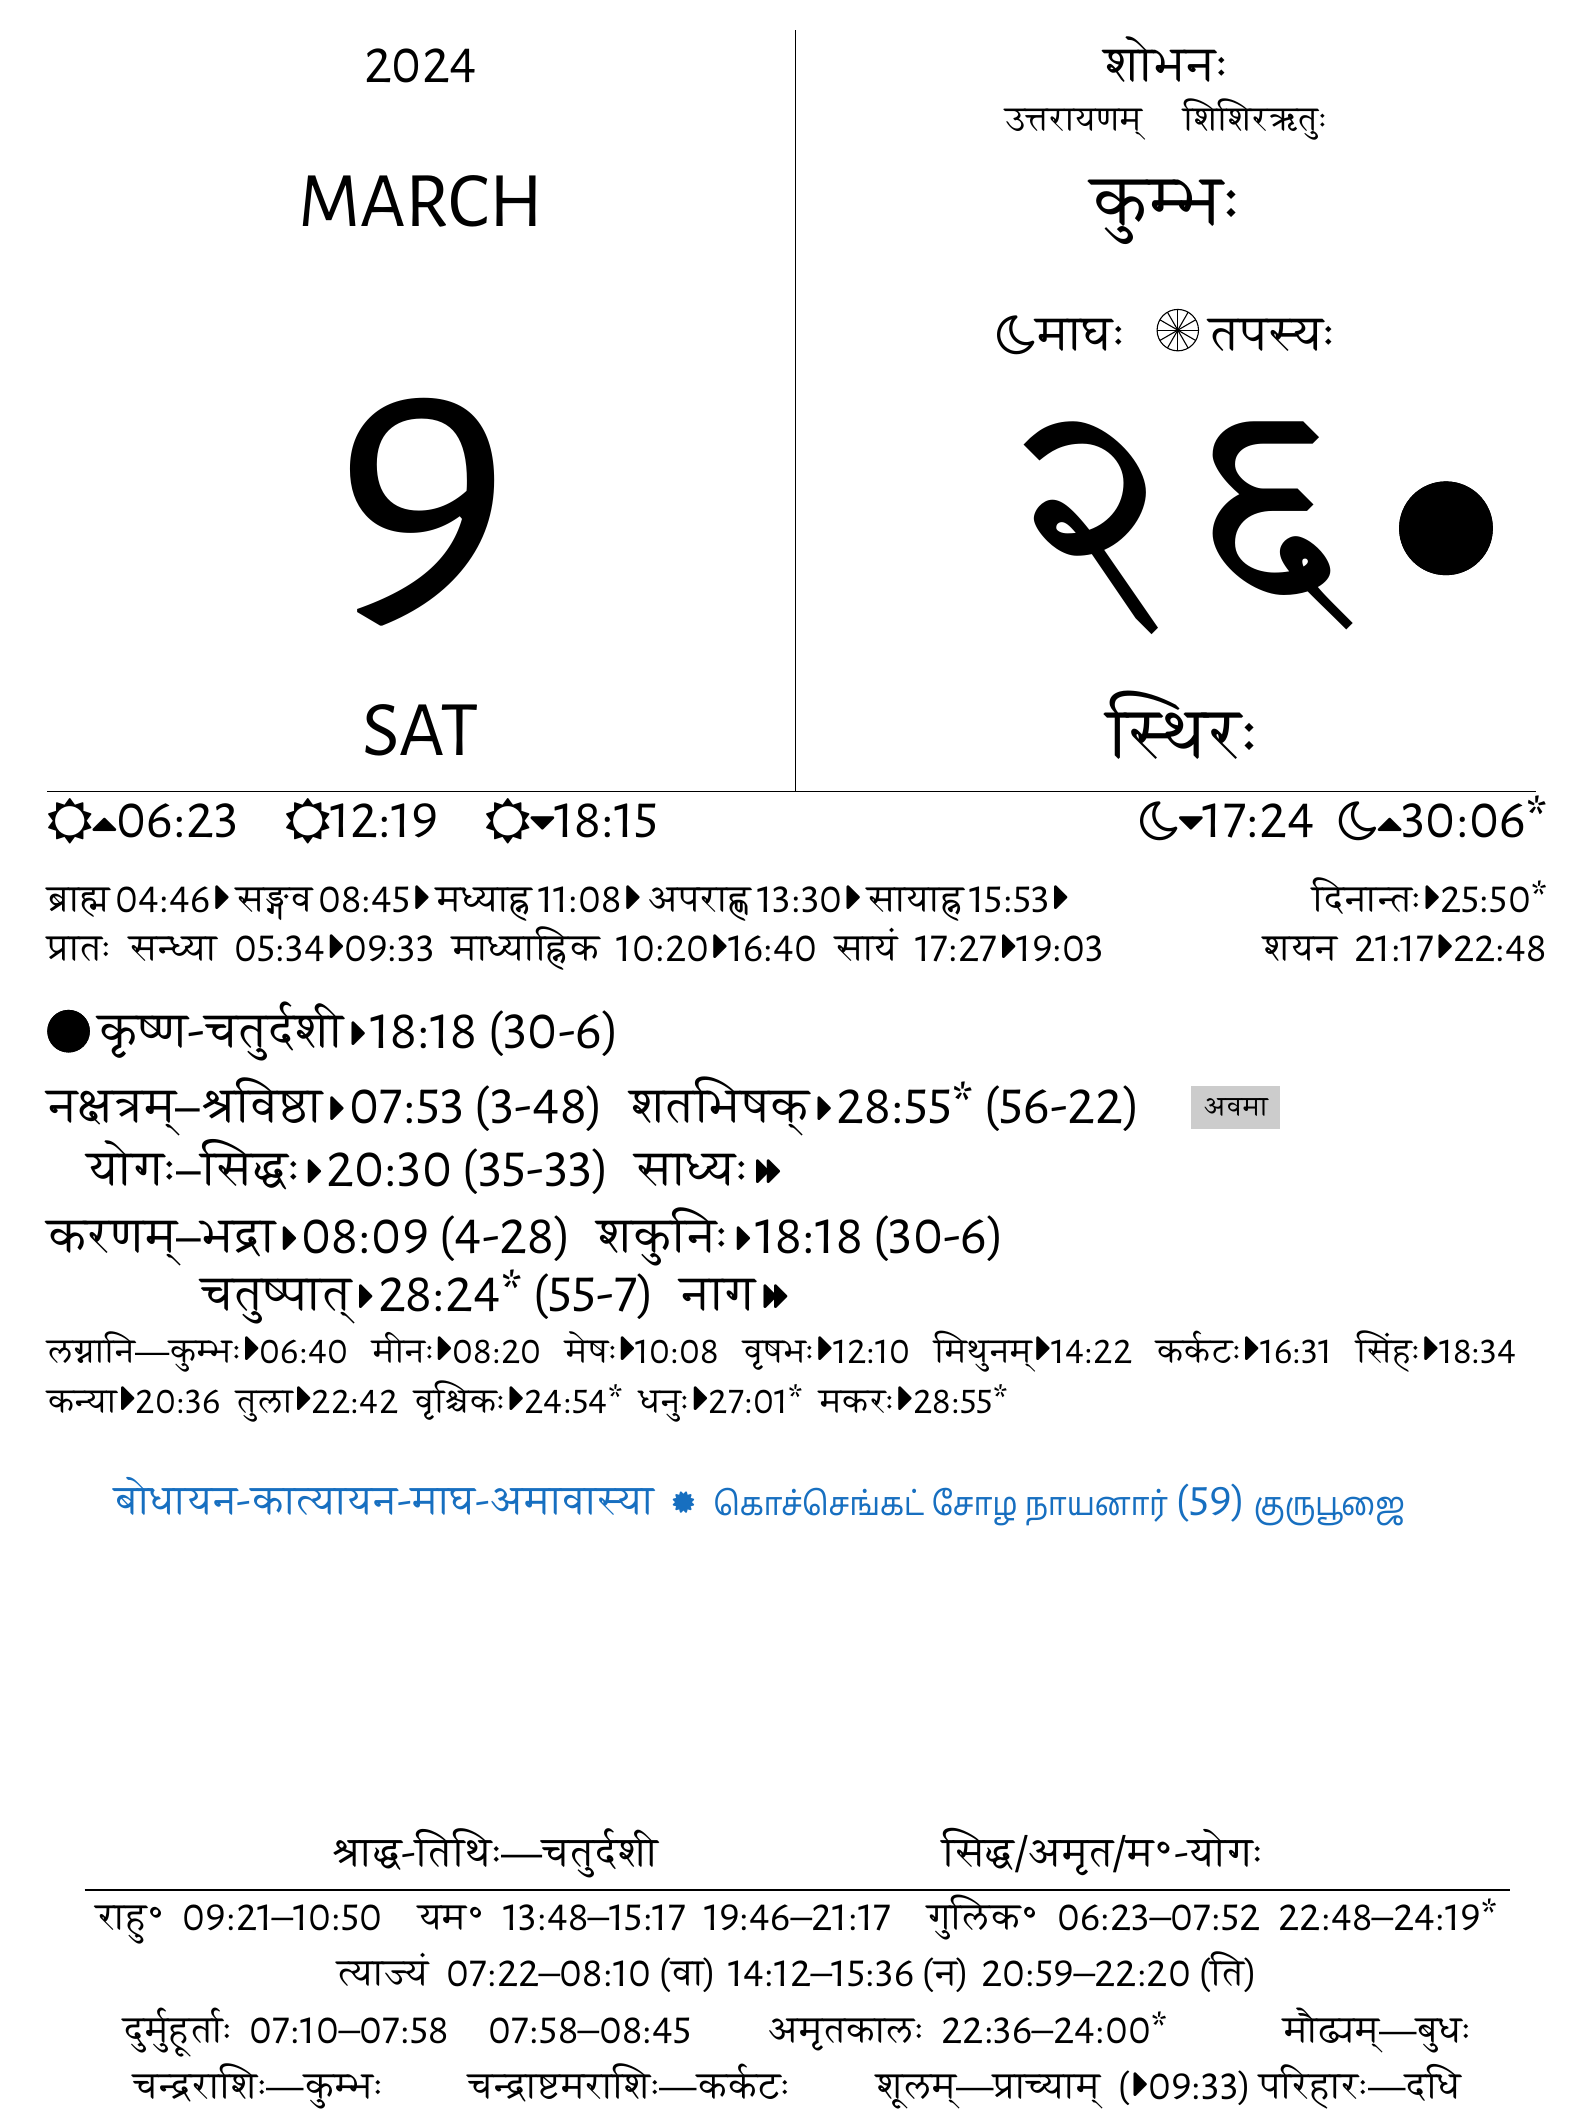 2024
MARCH
9
SAT
शोभनः
उत्तरायणम् शिशिरऋतुः
कुम्भः
माघः तपस्यः
२६
स्थिरः
06:23 12:19 18:15 17:24 30:06*
ब्राह्म 04:46 सङ्गव 08:45 मध्याह्न 11:08 अपराह्ण 13:30 सायाह्न 15:53 दिनान्तः 25:50*
प्रातः सन्ध्या 05:34 09:33 माध्याह्निक 10:20 16:40 सायं 17:27 19:03 शयन 21:17 22:48
कृष्ण-चतुर्दशी 18:18 (30-6)
नक्षत्रम्–श्रविष्ठा 07:53 (3-48) शतभिषक् 28:55* (56-22) अवमा
योगः–सिद्धः 20:30 (35-33) साध्यः
करणम्–भद्रा 08:09 (4-28) शकुनिः 18:18 (30-6)
चतुष्पात् 28:24* (55-7) नाग
लग्नानि—कुम्भः 06:40 मीनः 08:20 मेषः 10:08 वृषभः 12:10 मिथुनम् 14:22 कर्कटः 16:31 सिंहः 18:34
कन्या 20:36 तुला 22:42 वृश्चिकः 24:54* धनुः 27:01* मकरः 28:55*
बोधायन-कात्यायन-माघ-अमावास्या கொச்செங்கட் சோழ நாயனார் (59) குருபூஜை
श्राद्ध-तिथिः—चतुर्दशी सिद्ध/अमृत/म॰-योगः
राहु॰ 09:21–10:50 यम॰ 13:48–15:17 19:46–21:17 गुलिक॰ 06:23–07:52 22:48–24:19*
त्याज्यं 07:22–08:10 (वा) 14:12–15:36 (न) 20:59–22:20 (ति)
दुर्मुहूर्ताः 07:10–07:58 07:58–08:45 अमृतकालः 22:36–24:00* मौढ्यम्—बुधः
चन्द्रराशिः—कुम्भः चन्द्राष्टमराशिः—कर्कटः शूलम्—प्राच्याम् (09:33) परिहारः—दधि